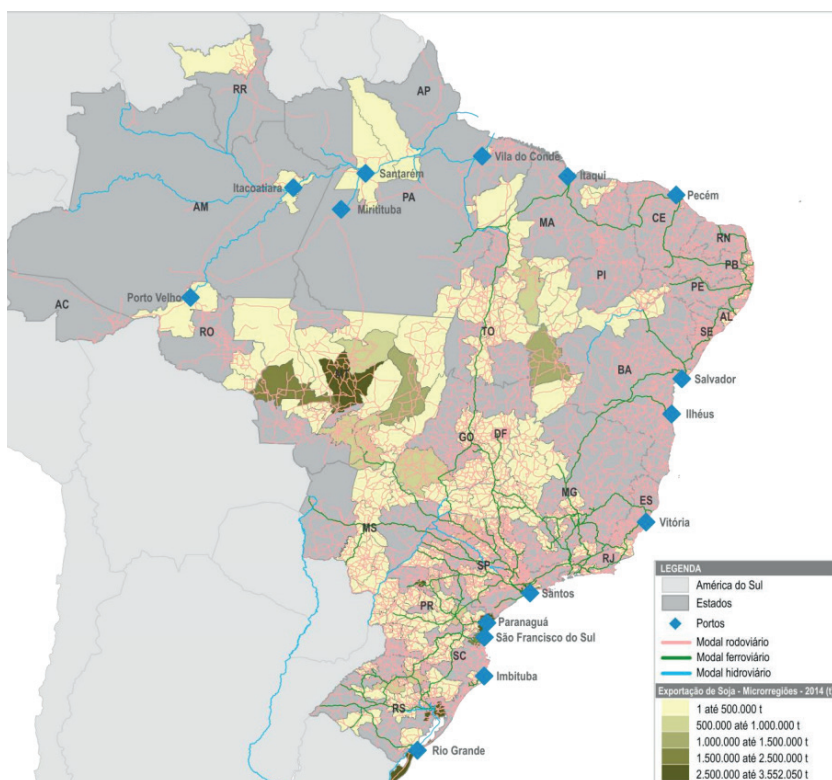 RR
AP
Vila do Conde
Santarém
Itaqui
Itacoatiara
Pecém
AM
Miritituba
PA
MA
CE
RN
PB
PI
PE
AC
Porto Velho
AL
RO
TO
SE
BA
Salvador
Ilhéus
GO
DF
MG
ES
Vitória
MS
SP
RJ
Santos
PR
Paranaguá
São Francisco do Sul
SC
Imbituba
RS
Rio Grande
LEGENDA
América do Sul
Estados
Portos
Modal rodoviário
Modal ferroviário
Modal hidroviário
Exportação de Soja - Microrregiões - 2014 (t
1 até 500.000 t
500.000 até 1.000.000 t
1.000.000 até 1.500.000 t
1.500.000 até 2.500.000 t
2.500.000 até 3.552.050 t